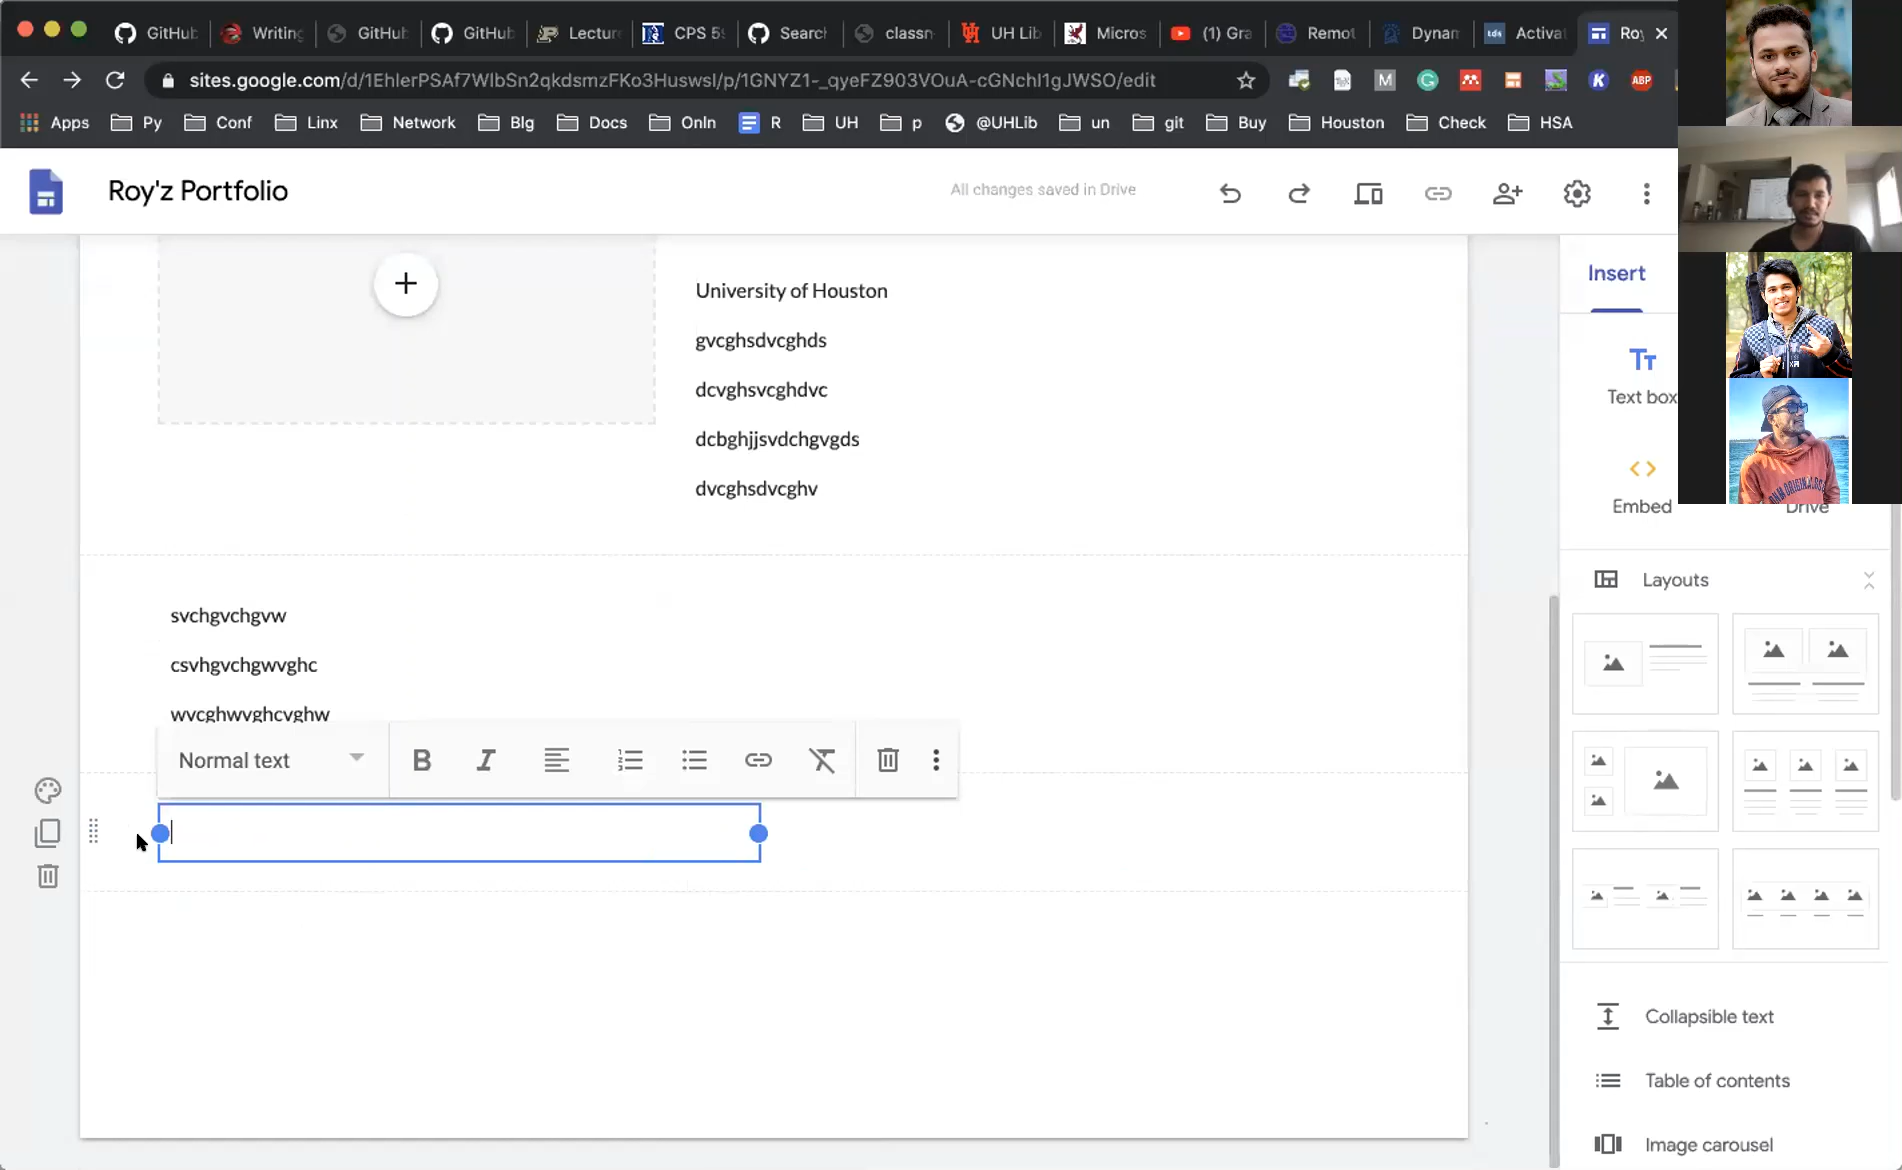 GitHub Writing GitHub GitHub Lecture CPS 59 Search classn UH Lib Micros (1) Gra Remot Dynam Activat Roy
sites.google.com/d/1EhlerPSAf7WlbSn2qkdsmzFKo3Huswsl/p/1GNYZ1-_qyeFZ903VOuA-cGNchl1gJWSO/edit
Apps Py Conf Linx Network Blg Docs Onln R UH p @UHLib un git Buy Houston Check HSA
Roy'z Portfolio
All changes saved in Drive
Insert
University of Houston
gvcghsdvcghds
dcvghsvcghdvc
dcbghjjsvdchgvgds
dvcghsdvcghv
Text box
Embed
Drive
Layouts
svchgvchgvw
csvhgvchgwvghc
wvcghwvghcvghw
Normal text
Collapsible text
Table of contents
Image carousel